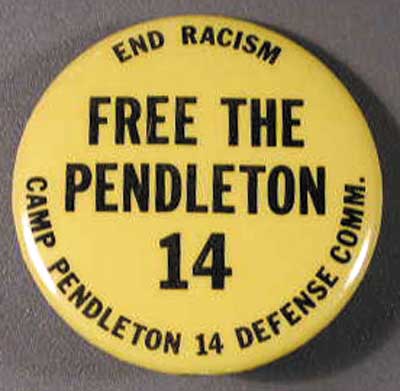 END RACISM
FREE THE
PENDLETON
14
CAMP PENDLETON 14 DEFENSE COMM.